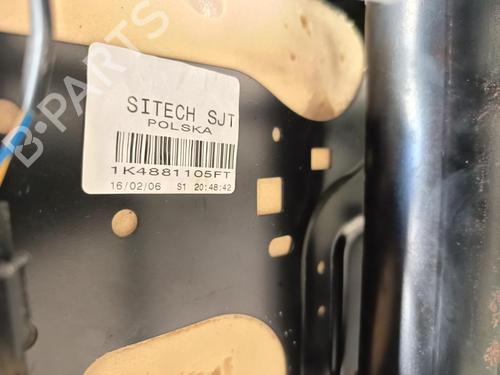 SITECH SJT
POLSKA
1K4881105FT
16/02/06 S1 20:48:42
B-PARTS